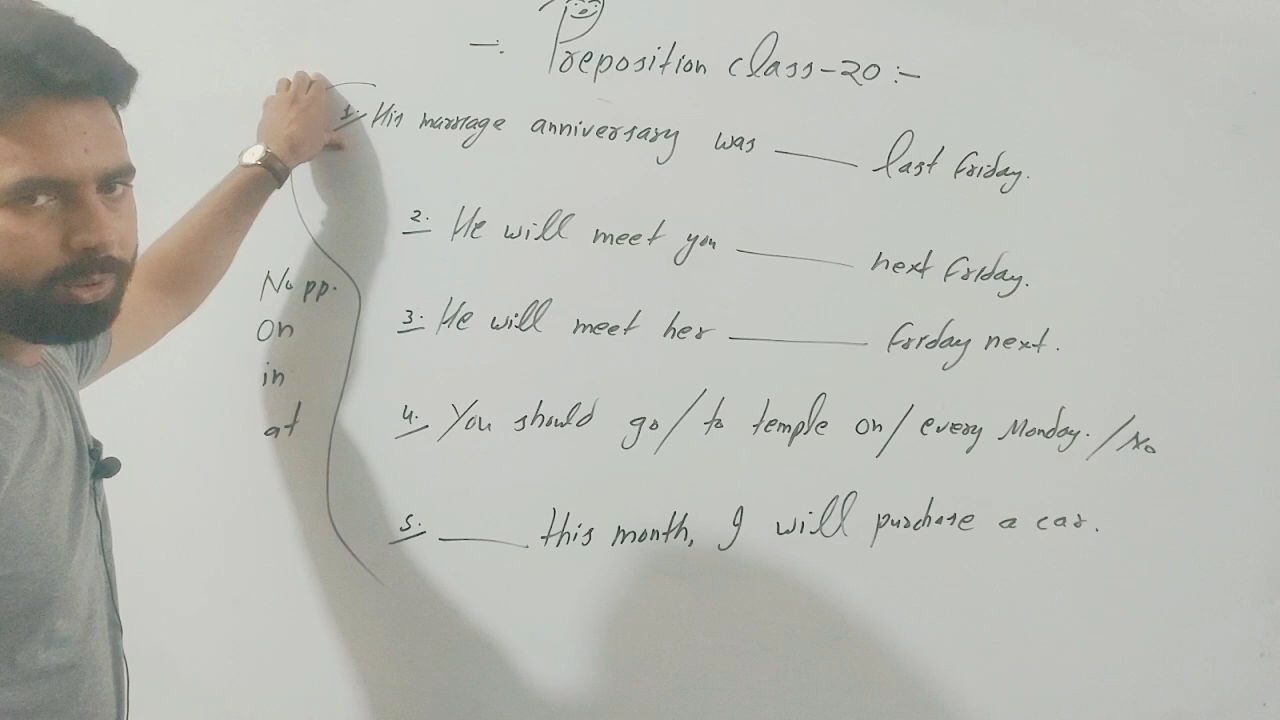 -: Preposition class-20 :-
1. His marriage anniversary was ____ last Friday.
2. He will meet you ____ next Friday.
3. He will meet her ____ Friday next.
4. You should go / to temple on / every Monday. / No
5. ____ this month, I will purchase a car.
No pp.
on
in
at